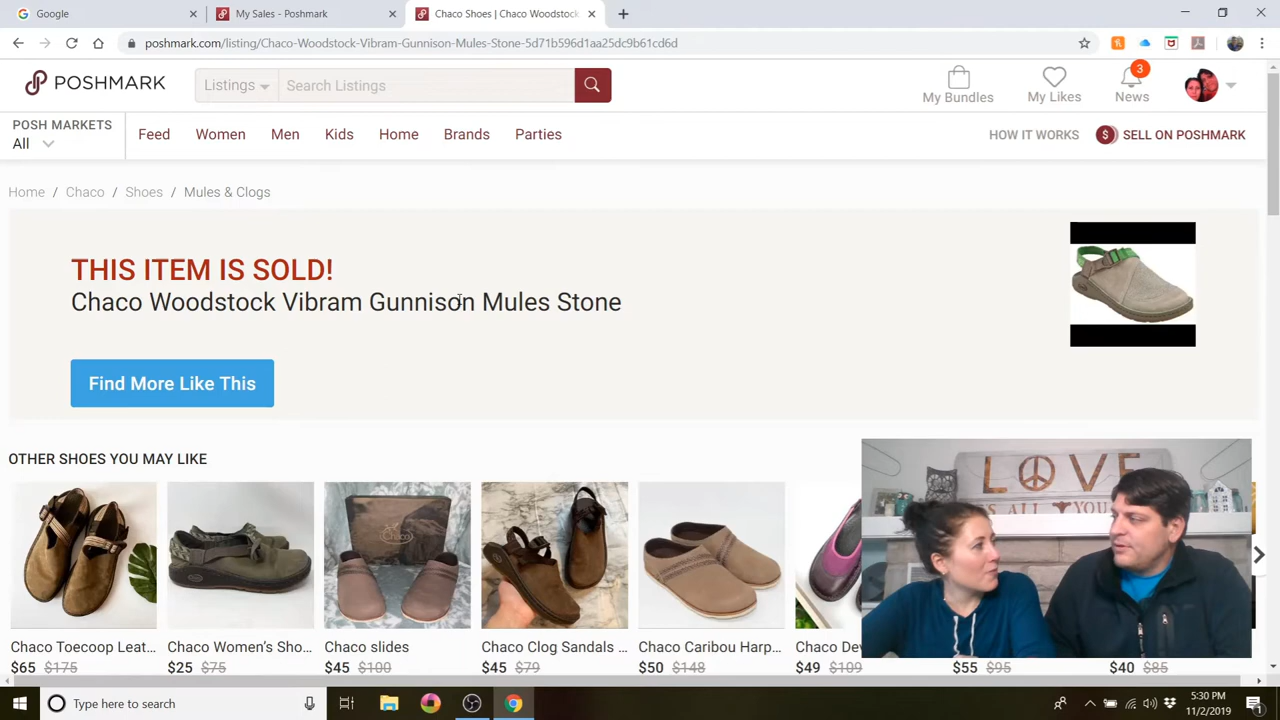 Google
My Sales - Poshmark
Chaco Shoes | Chaco Woodstock
poshmark.com/listing/Chaco-Woodstock-Vibram-Gunnison-Mules-Stone-5d71b596d1aa25dc9b61cd6d
POSHMARK
Listings
Search Listings
My Bundles
My Likes
3
News
POSH MARKETS
All
Feed
Women
Men
Kids
Home
Brands
Parties
HOW IT WORKS
$ SELL ON POSHMARK
Home / Chaco / Shoes / Mules & Clogs
THIS ITEM IS SOLD!
Chaco Woodstock Vibram Gunnison Mules Stone
Find More Like This
OTHER SHOES YOU MAY LIKE
Chaco
LOVE
Chaco Toecoop Leat...
Chaco Women's Sho...
Chaco slides
Chaco Clog Sandals ...
Chaco Caribou Harp...
Chaco De
$65 $175
$25 $75
$45 $100
$45 $79
$50 $148
$49 $109
$55 $95
$40 $85
Type here to search
5:30 PM
11/2/2019
1